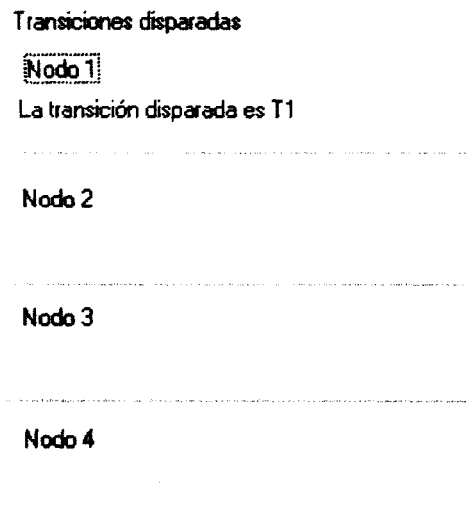 Transiciones disparadas
Nodo 1
La transición disparada es T1
Nodo 2
Nodo 3
Nodo 4